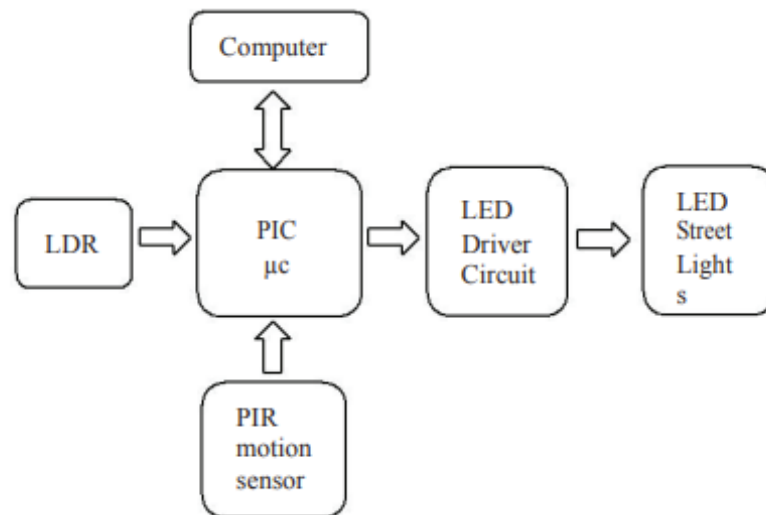 Computer
LDR
PIC
µc
LED
Driver
Circuit
LED
Street
Light
s
PIR
motion
sensor